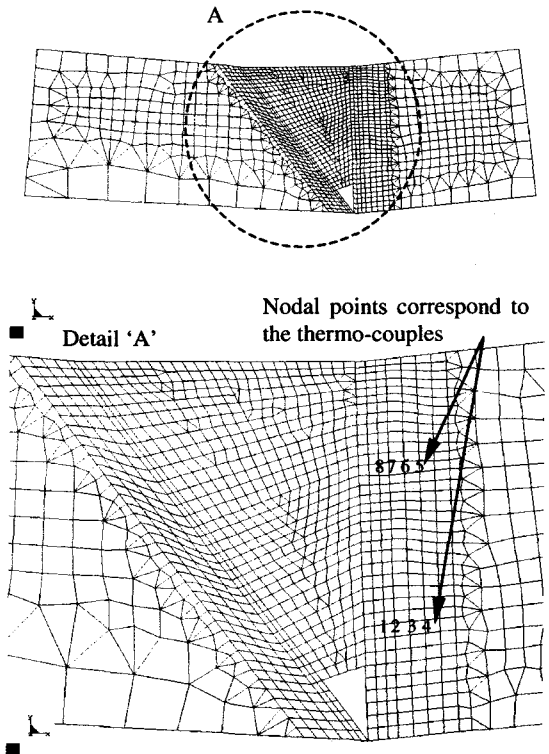 A
Nodal points correspond to
the thermo-couples
Detail 'A'
8 7 6 5
1 2 3 4